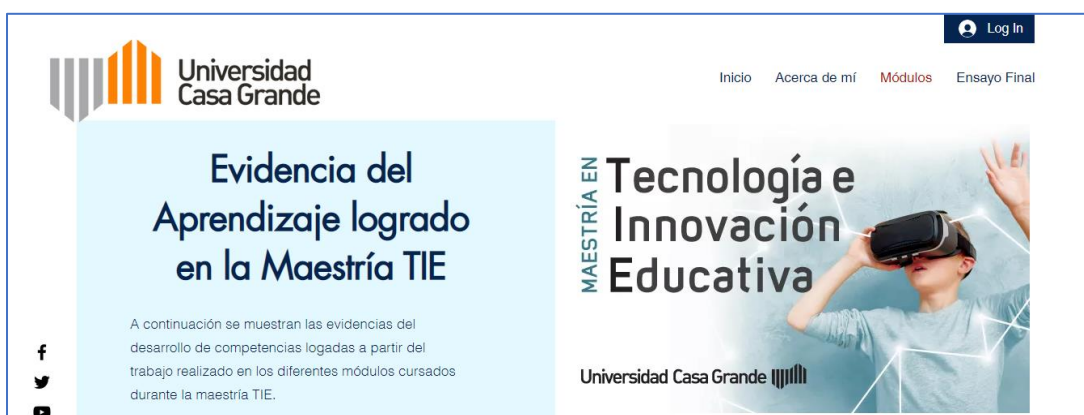 Log In
Universidad
Casa Grande
Inicio Acerca de mí Módulos Ensayo Final
Evidencia del
Aprendizaje logrado
en la Maestría TIE
A continuación se muestran las evidencias del
desarrollo de competencias logadas a partir del
trabajo realizado en los diferentes módulos cursados
durante la maestría TIE.
MAESTRÍA EN
Tecnología e
Innovación
Educativa
Universidad Casa Grande